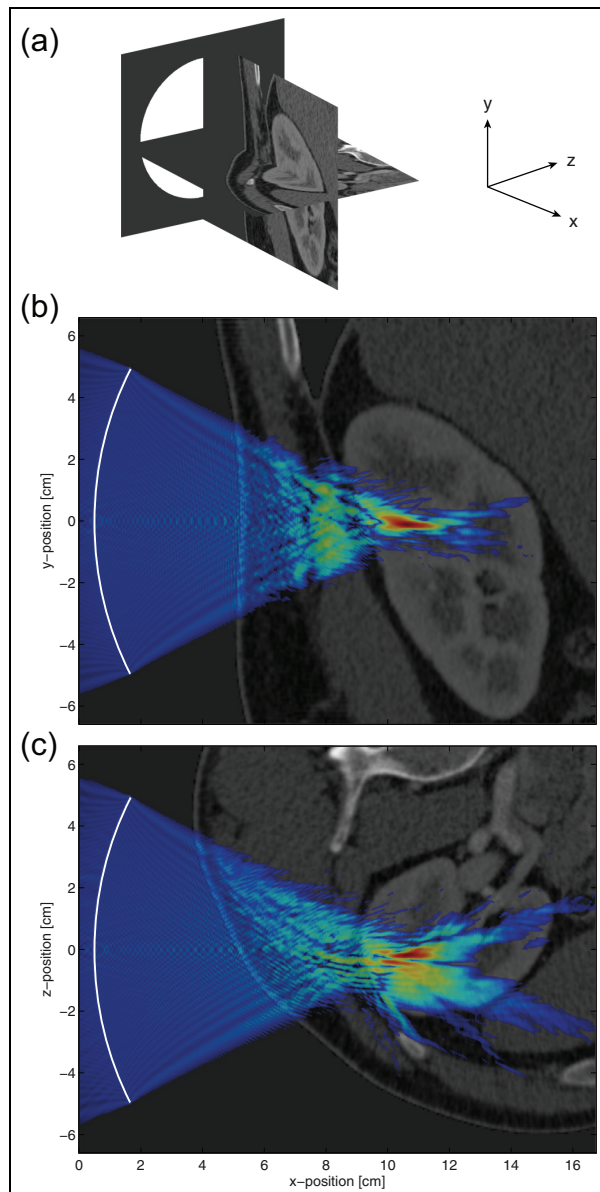 (a)
y
z
x
(b)
6
4
2
0
−2
−4
−6
y−position [cm]
(c)
6
4
2
0
−2
−4
−6
z−position [cm]
0 2 4 6 8 10 12 14 16
x−position [cm]